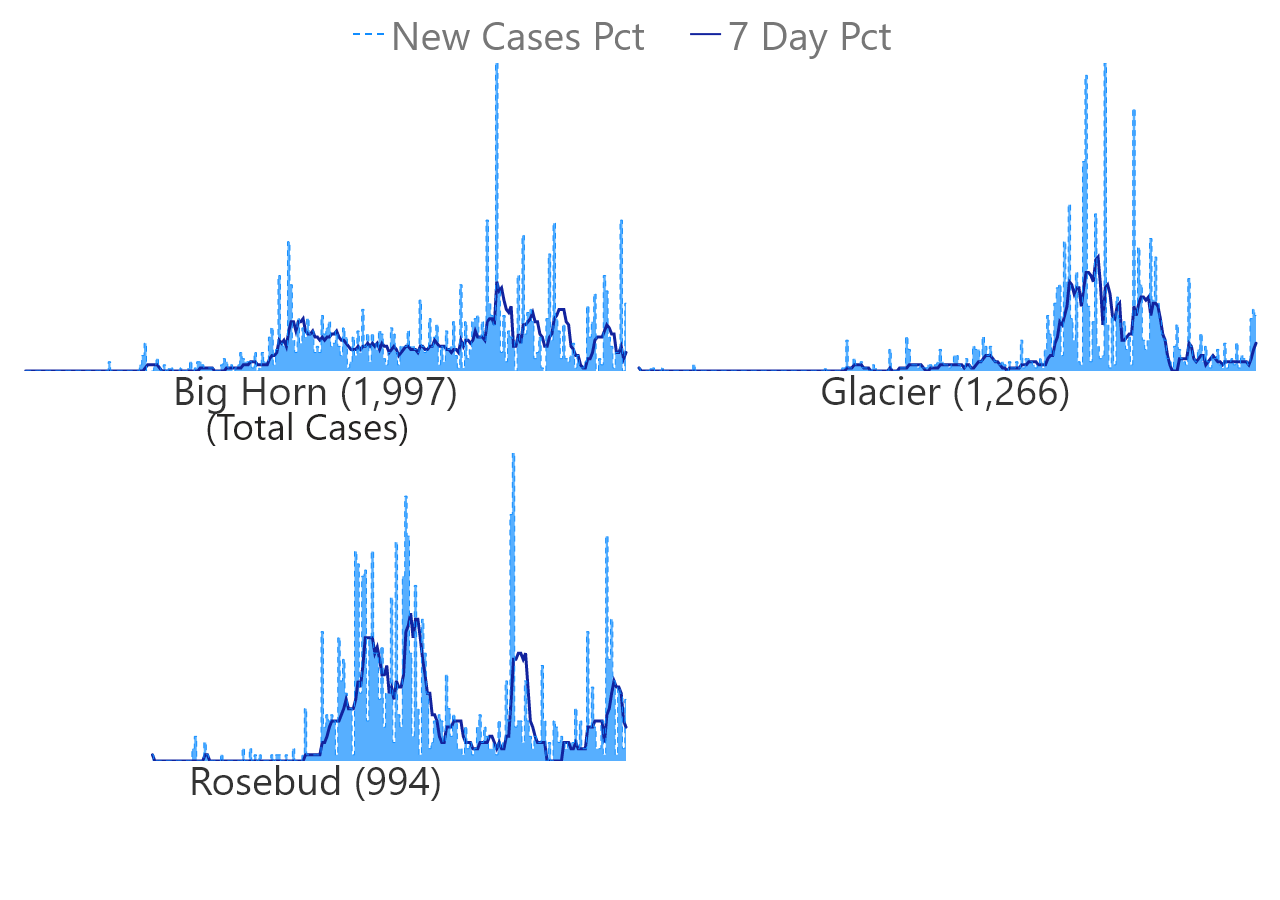 New Cases Pct 7 Day Pct
Big Horn (1,997)
(Total Cases)
Glacier (1,266)
Rosebud (994)